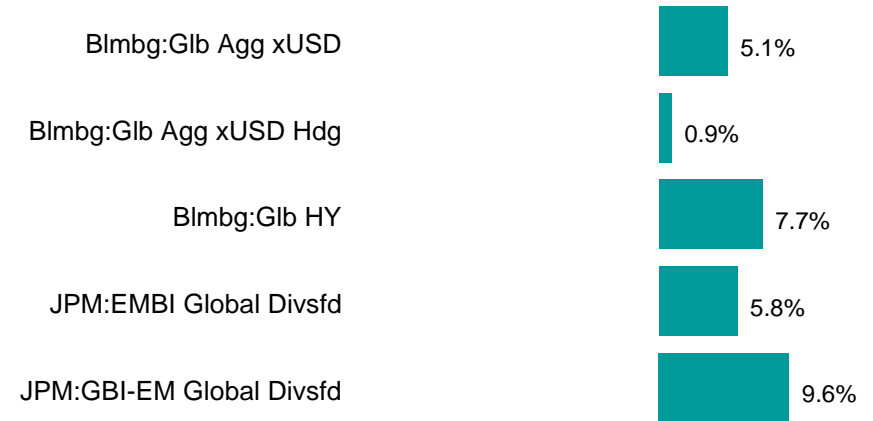 Blmbg:Glb Agg xUSD 5.1%
Blmbg:Glb Agg xUSD Hdg 0.9%
Blmbg:Glb HY 7.7%
JPM:EMBI Global Divsfd 5.8%
JPM:GBI-EM Global Divsfd 9.6%